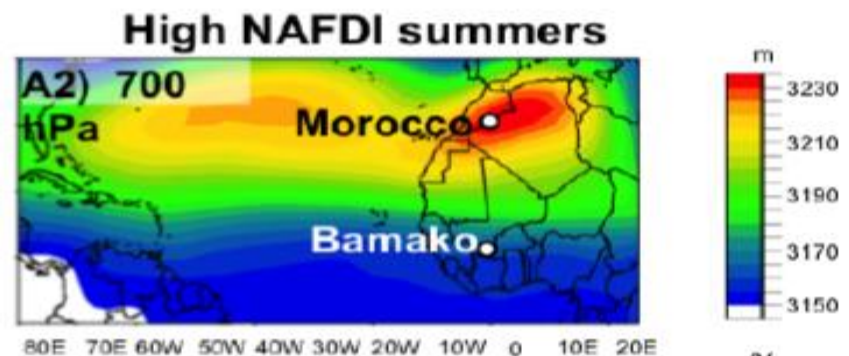 High NAFDI summers
A2) 700
hPa
Morocco
Bamako
m
3230
3210
3190
3170
3150
80E 70E 60W 50W 40W 30W 20W 10W 0 10E 20E